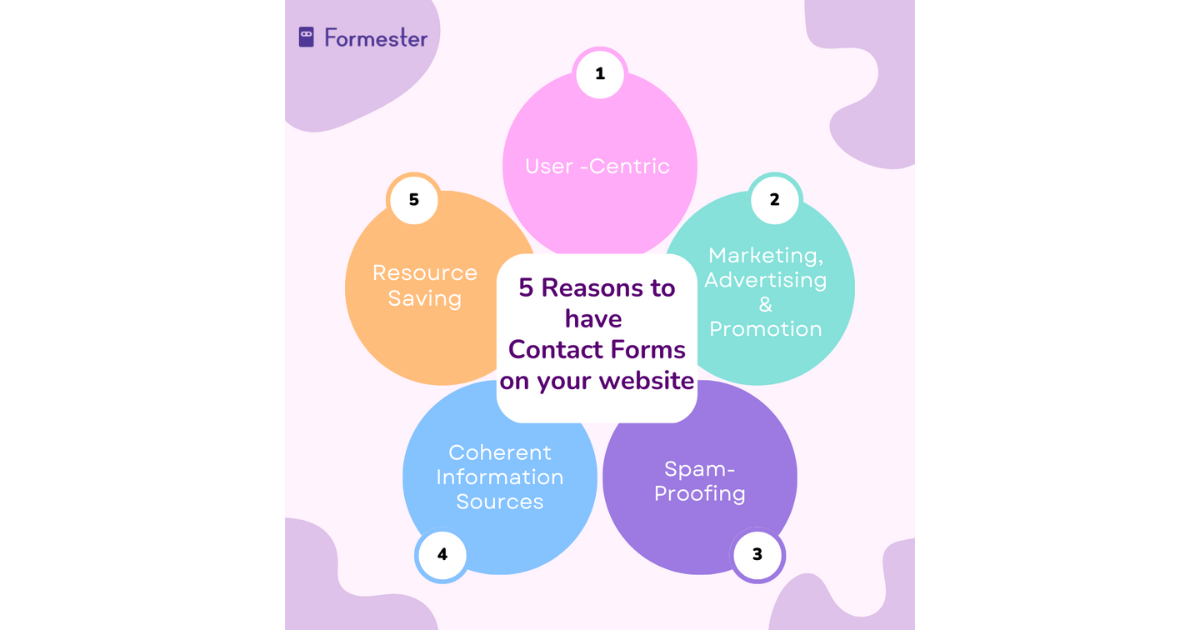 Formester
1
User -Centric
2
Marketing,
Advertising
&
Promotion
3
Spam-
Proofing
4
Coherent
Information
Sources
5
Resource
Saving
5 Reasons to
have
Contact Forms
on your website